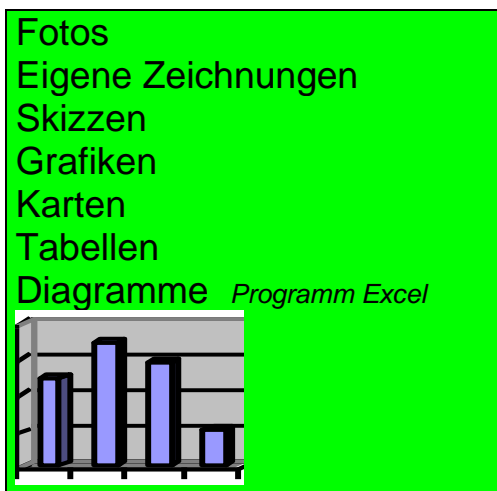 Fotos
Eigene Zeichnungen
Skizzen
Grafiken
Karten
Tabellen
Diagramme Programm Excel